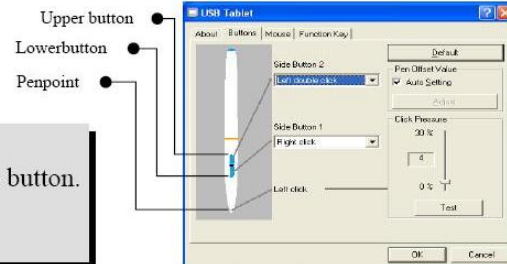 Upper button
Lowerbutton
Penpoint
button.
USB Tablet
About Buttons Mouse Function Key
Side Button 2
Left double click
Side Button 1
Right click
Left click
Default
Pen Offset Value
Auto Setting
Adjust
Click Pressure
30 %
4
0 %
Test
OK Cancel